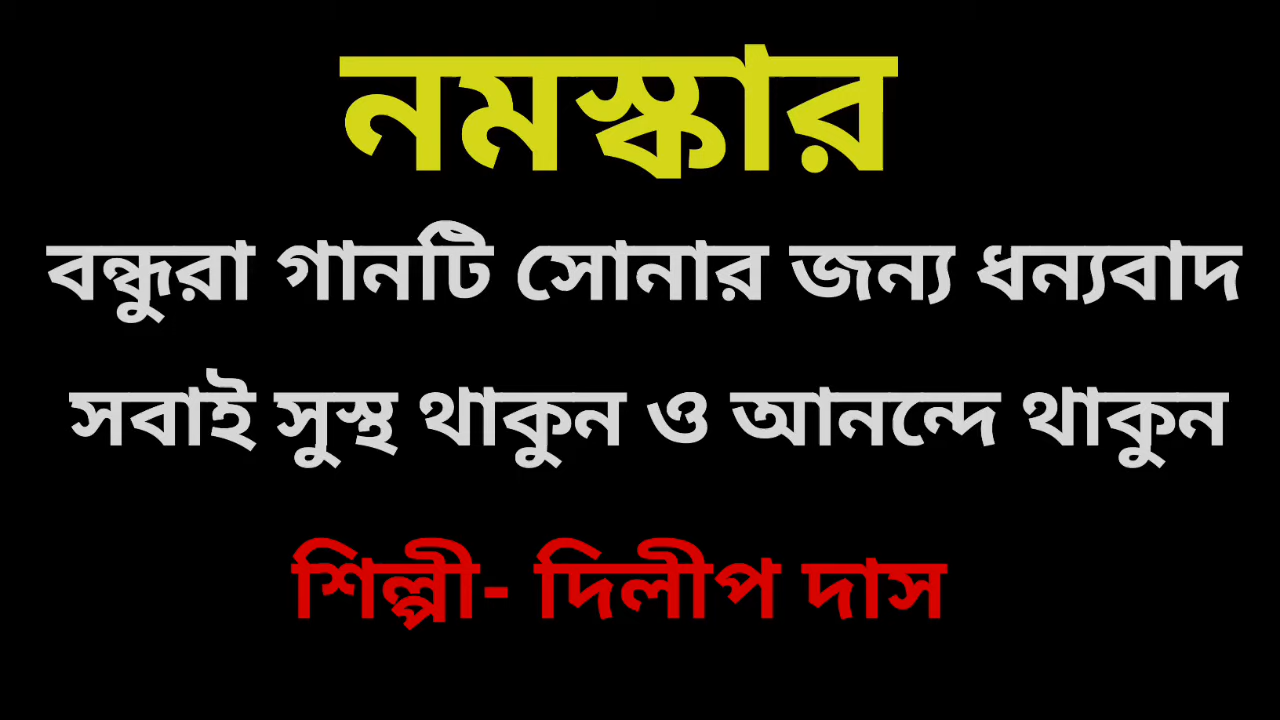 নমস্কার
বন্ধুরা গানটি সোনার জন্য ধন্যবাদ
সবাই সুস্থ থাকুন ও আনন্দে থাকুন
শিল্পী- দিলীপ দাস